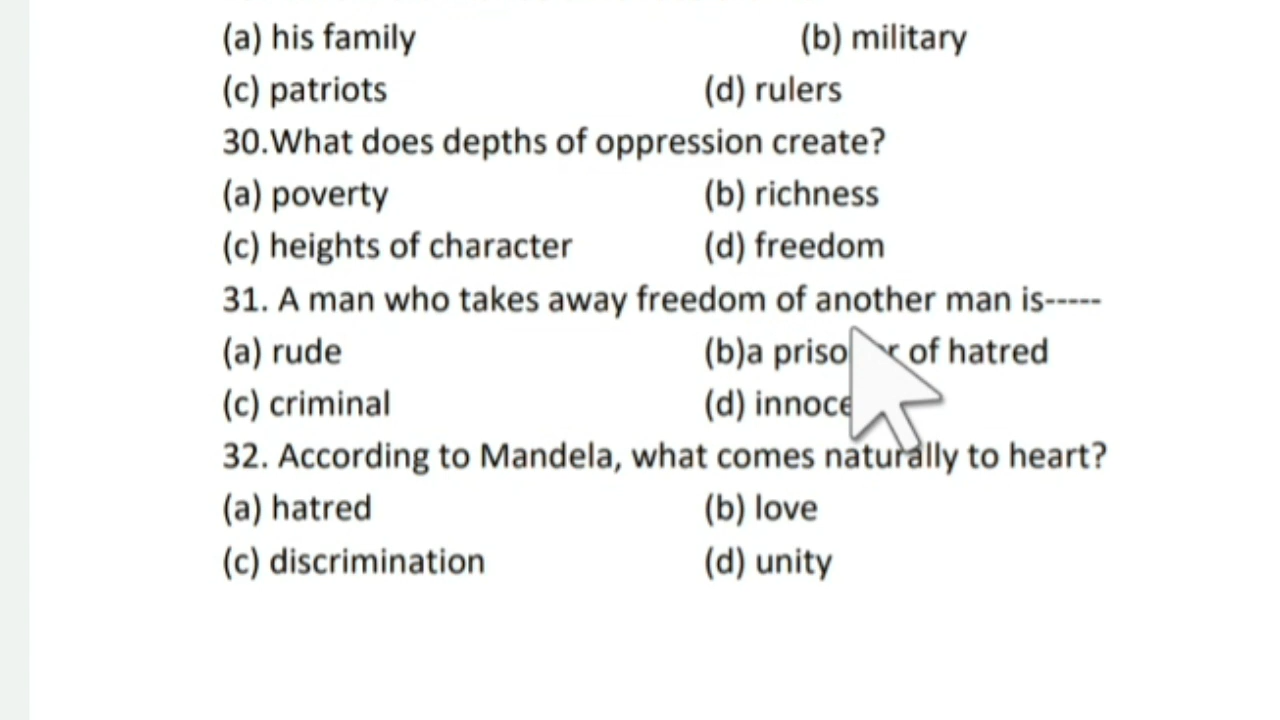 (a) his family (b) military
(c) patriots (d) rulers
30.What does depths of oppression create?
(a) poverty (b) richness
(c) heights of character (d) freedom
31. A man who takes away freedom of another man is-----
(a) rude (b)a of hatred
(c) criminal (d)
32. According to Mandela, what comes naturally to heart?
(a) hatred (b) love
(c) discrimination (d) unity